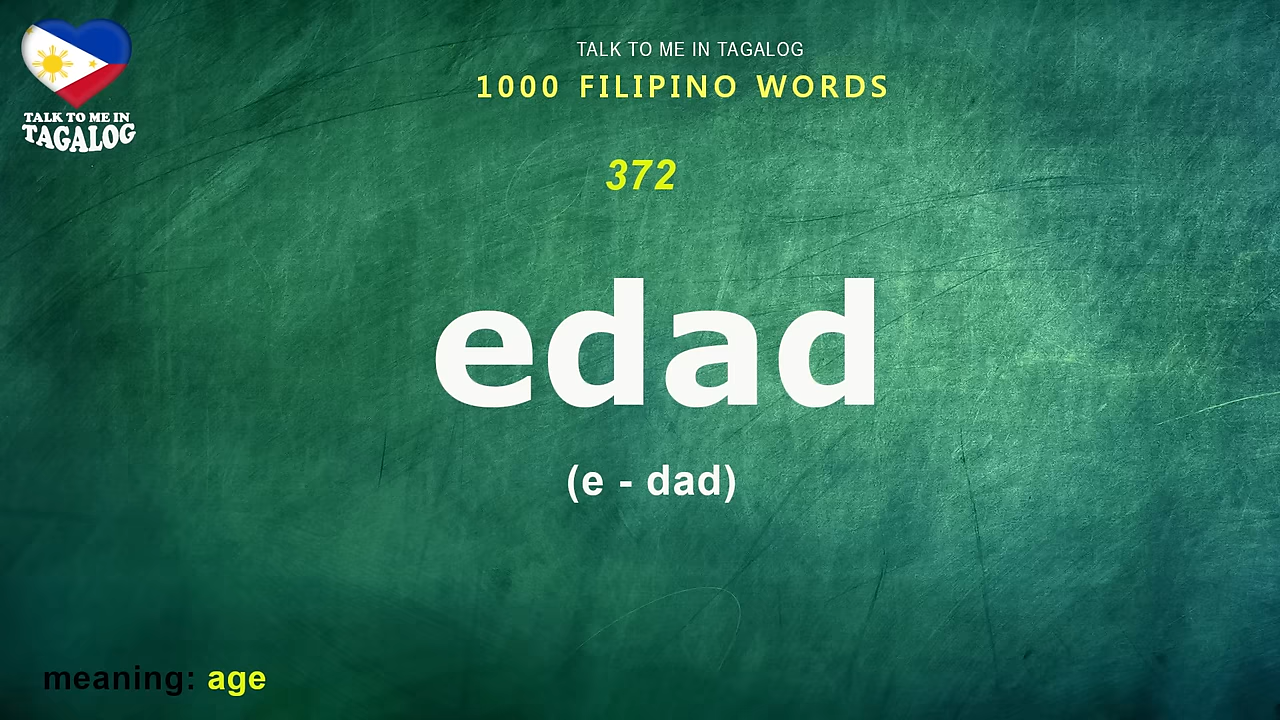 TALK TO ME IN
TAGALOG
TALK TO ME IN TAGALOG
1000 FILIPINO WORDS
372
edad
(e - dad)
meaning: age